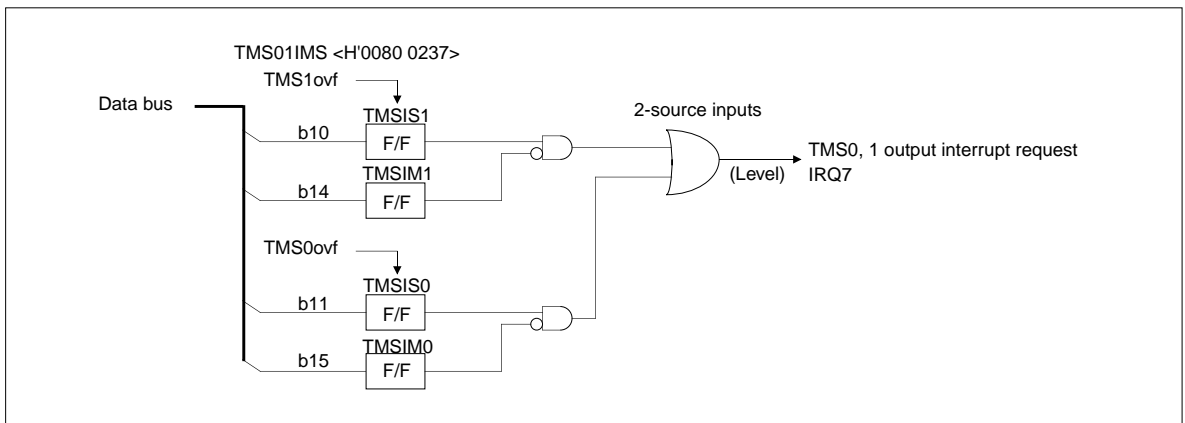 TMS01IMS <H'0080 0237>
TMS1ovf
Data bus
TMSIS1
2-source inputs
b10
F/F
TMS0, 1 output interrupt request
(Level)
IRQ7
TMSIM1
b14
F/F
TMS0ovf
TMSIS0
b11
F/F
TMSIM0
b15
F/F